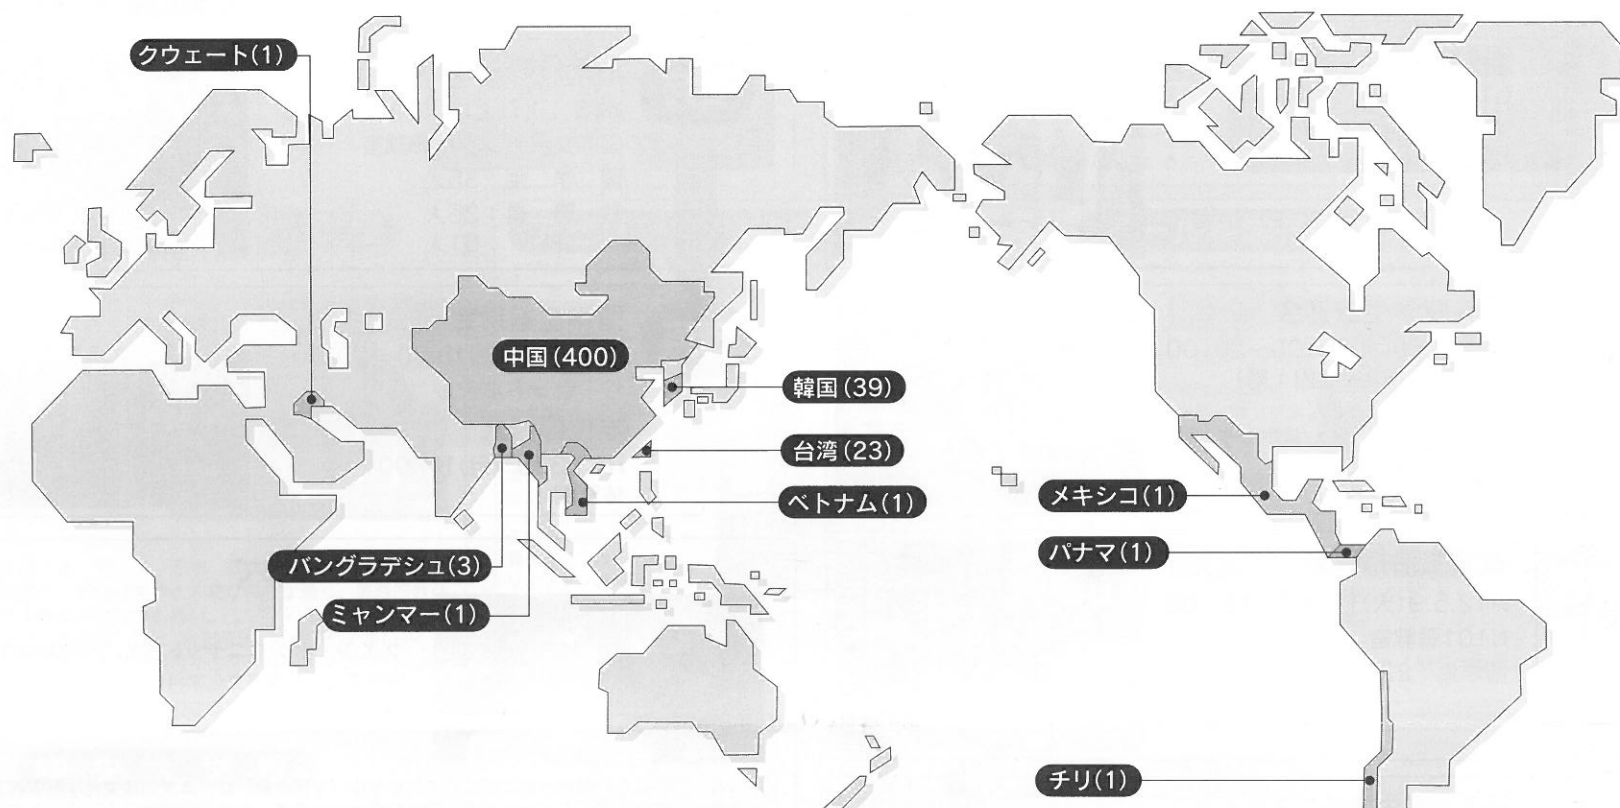 クウェート(1)
中国(400)
韓国(39)
台湾(23)
ベトナム(1)
メキシコ(1)
パナマ(1)
バングラデシュ(3)
ミャンマー(1)
チリ(1)